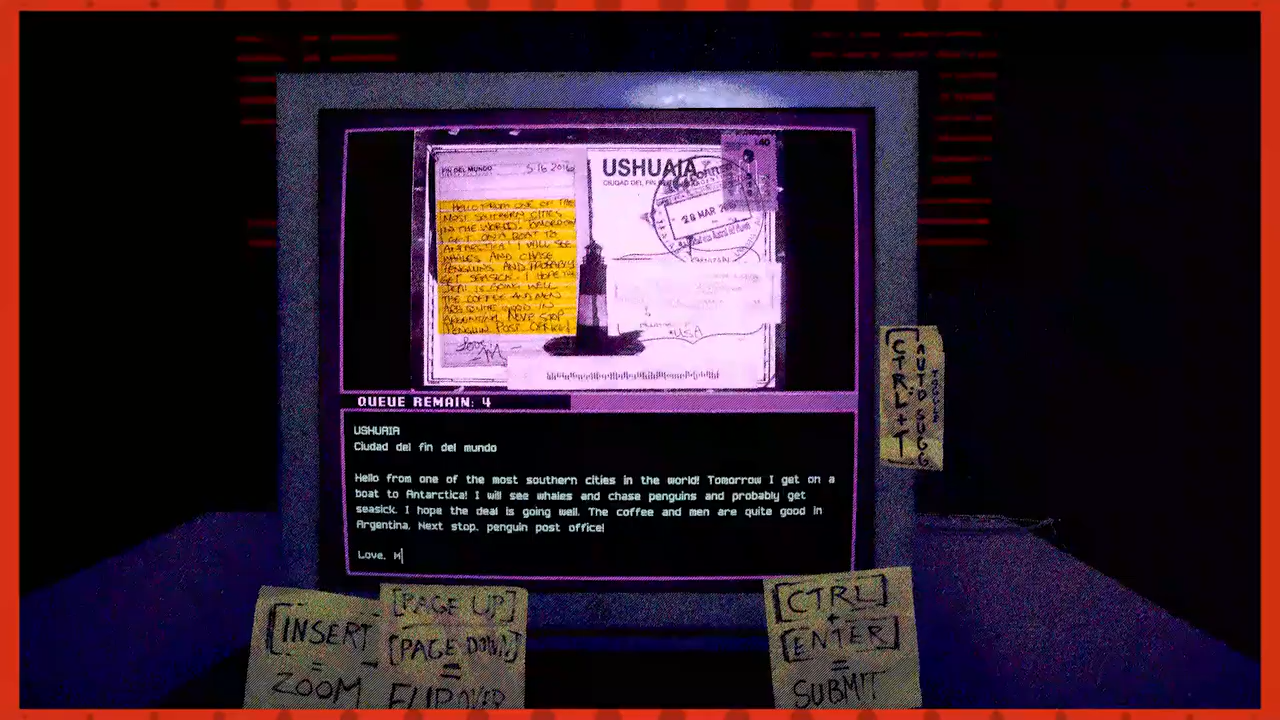 FIN DEL MUNDO
5 16 2016
HELLO FROM ONE OF THE
MOST SOUTHERN CITIES
IN THE WORLD! TOMORROW
I GET ON A BOAT TO
ANTARCTICA! I WILL SEE
WHALES AND CHASE
PENGUINS AND PROBABLY
GET SEASICK. I HOPE THE
DEAL IS GOING WELL
THE COFFEE AND MEN
ARE QUITE GOOD IN
ARGENTINA. NEXT STOP
PENGUIN POST OFFICE!
Love, M
USHUAIA
CIUDAD DEL FIN
140
CORREO
28 MAR
USA
QUEUE REMAIN: 4
USHUAIA
Ciudad del fin del mundo
Hello from one of the most southern cities in the world! Tomorrow I get on a
boat to Antarctica! I will see whales and chase penguins and probably get
seasick. I hope the deal is going well. The coffee and men are quite good in
Argentina. Next stop. penguin post office!
Love. M
[CTRL+T]
AUTO SUGG
[INSERT]
=
ZOOM
[PAGE UP]
[PAGE DOWN]
=
FLIP OVER
[CTRL]
+
[ENTER]
=
SUBMIT